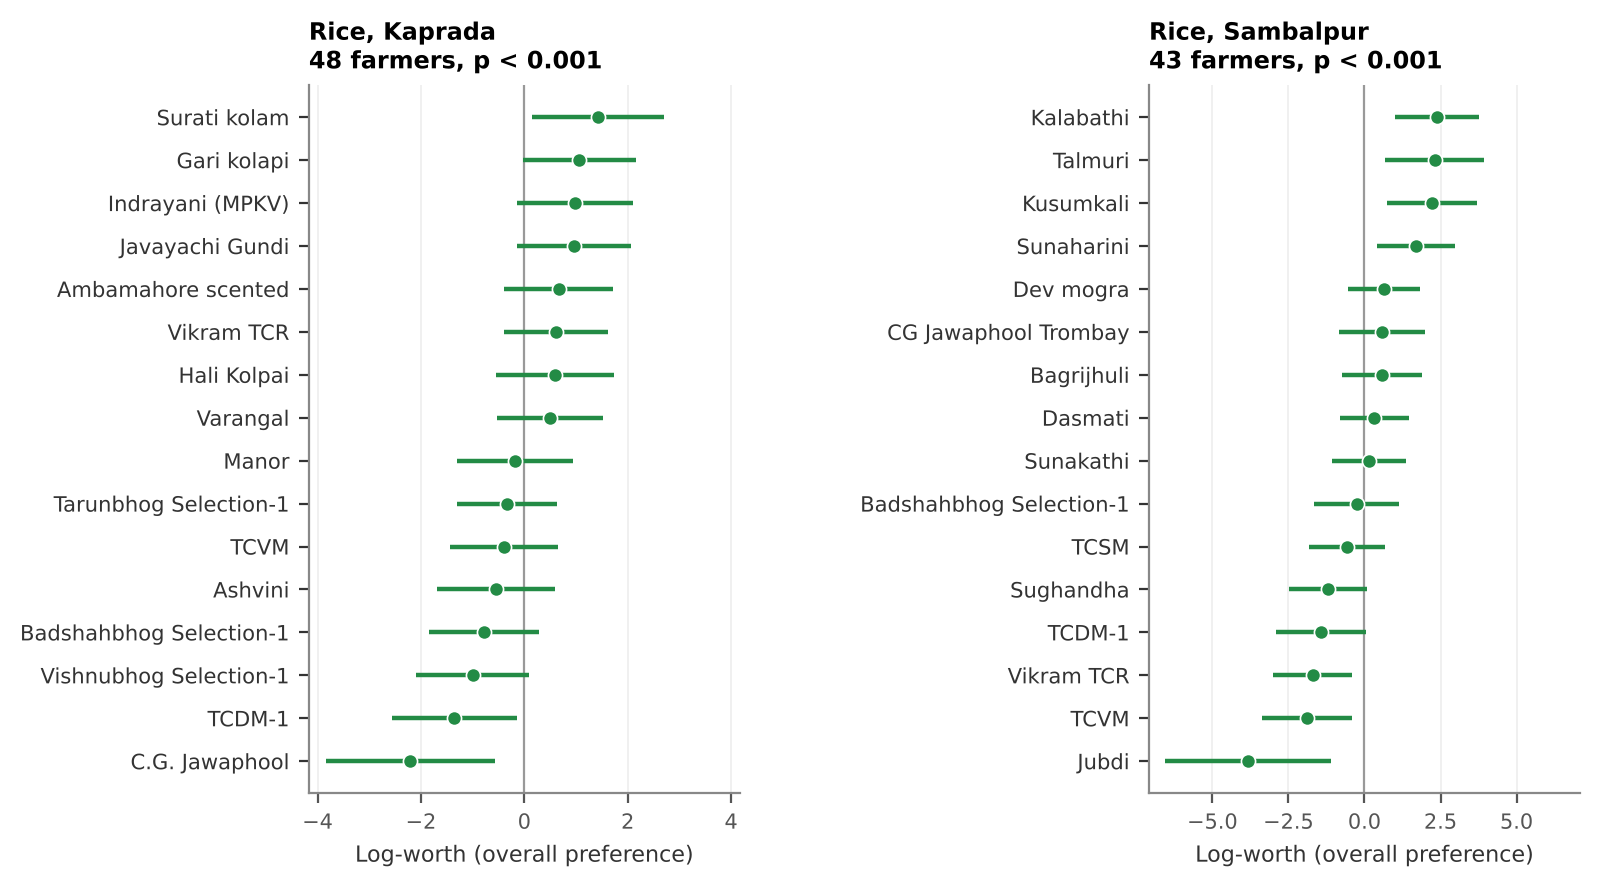 Rice, Kaprada
48 farmers, p < 0.001
Surati kolam
Gari kolapi
Indrayani (MPKV)
Javayachi Gundi
Ambamahore scented
Vikram TCR
Hali Kolpai
Varangal
Manor
Tarunbhog Selection-1
TCVM
Ashvini
Badshahbhog Selection-1
Vishnubhog Selection-1
TCDM-1
C.G. Jawaphool
−4 −2 0 2 4
Log-worth (overall preference)
Rice, Sambalpur
43 farmers, p < 0.001
Kalabathi
Talmuri
Kusumkali
Sunaharini
Dev mogra
CG Jawaphool Trombay
Bagrijhuli
Dasmati
Sunakathi
Badshahbhog Selection-1
TCSM
Sughandha
TCDM-1
Vikram TCR
TCVM
Jubdi
−5.0 −2.5 0.0 2.5 5.0
Log-worth (overall preference)